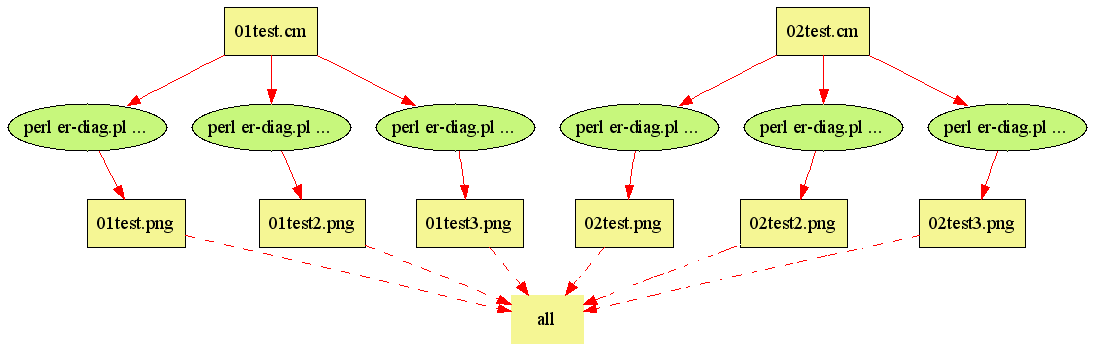 01test.cm
02test.cm
perl er-diag.pl ...
perl er-diag.pl ...
perl er-diag.pl ...
perl er-diag.pl ...
perl er-diag.pl ...
perl er-diag.pl ...
01test.png
01test2.png
01test3.png
02test.png
02test2.png
02test3.png
all